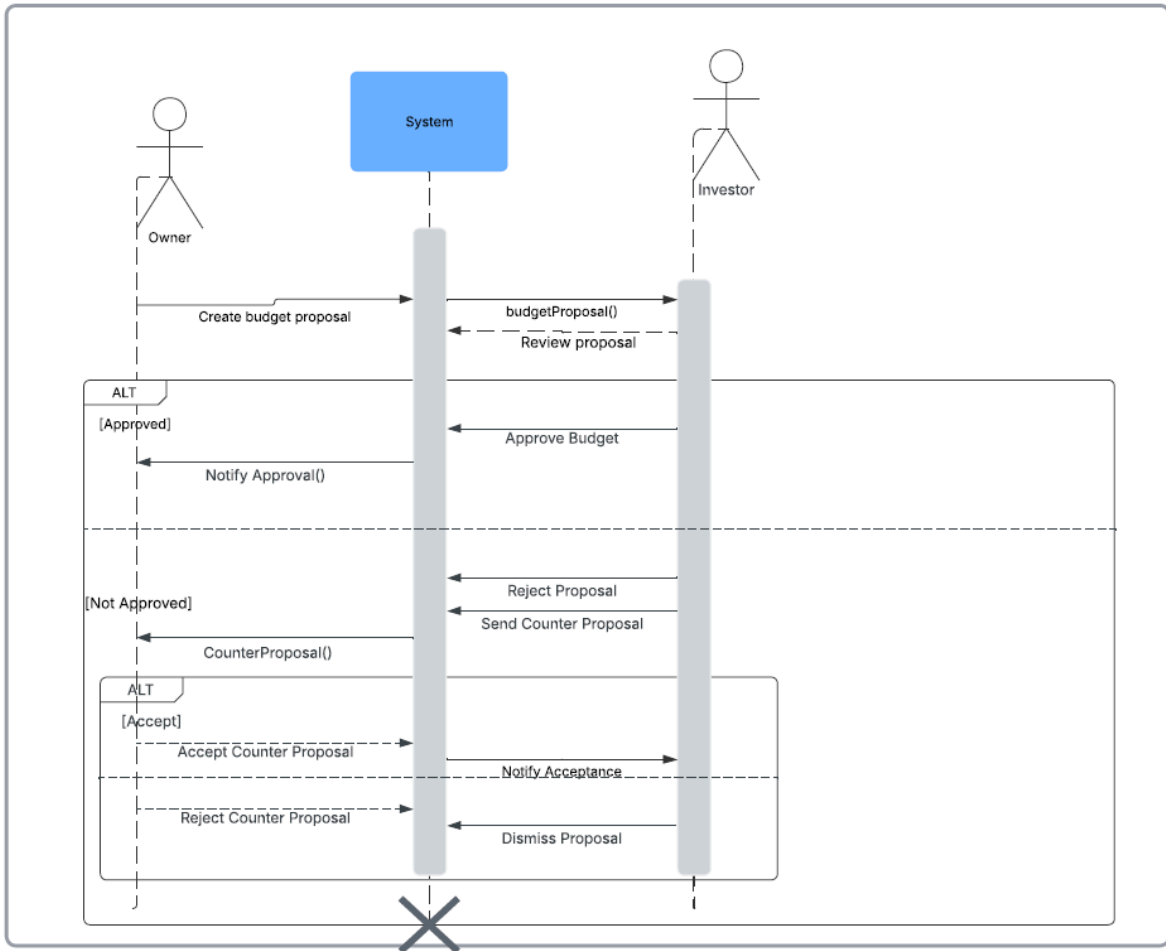 System
Investor
Owner
Create budget proposal
budgetProposal()
Review proposal
ALT
[Approved]
Approve Budget
Notify Approval()
Reject Proposal
[Not Approved]
Send Counter Proposal
CounterProposal()
ALT
[Accept]
Accept Counter Proposal
Notify Acceptance
Reject Counter Proposal
Dismiss Proposal